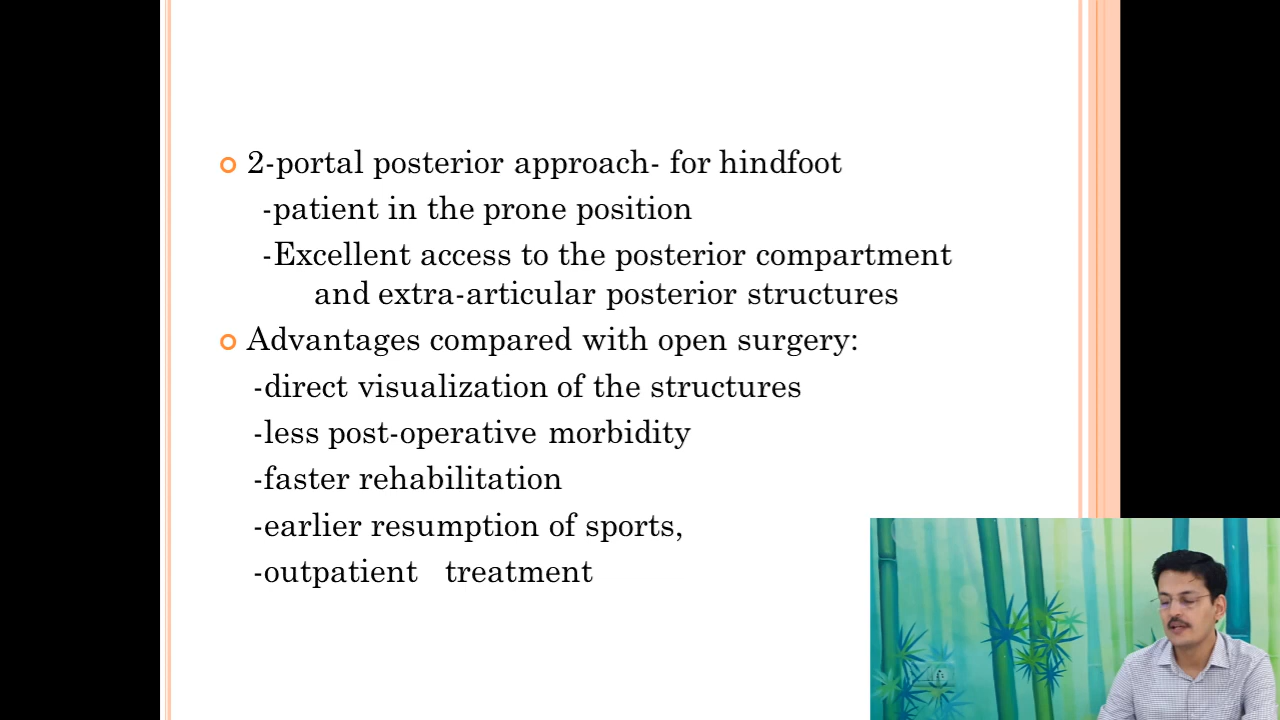 2-portal posterior approach- for hindfoot
-patient in the prone position
-Excellent access to the posterior compartment
and extra-articular posterior structures
Advantages compared with open surgery:
-direct visualization of the structures
-less post-operative morbidity
-faster rehabilitation
-earlier resumption of sports,
-outpatient treatment